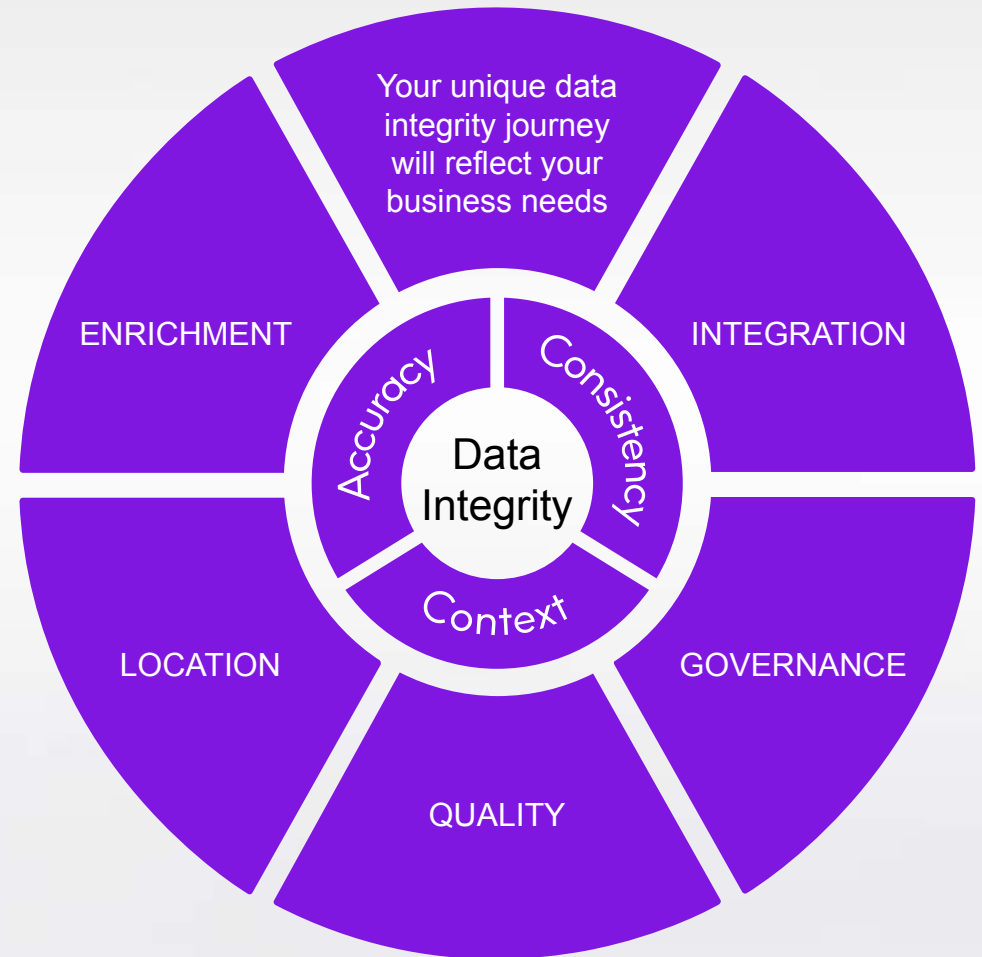 Your unique data
integrity journey
will reflect your
business needs
ENRICHMENT
INTEGRATION
Accuracy
Consistency
Data
Integrity
Context
LOCATION
GOVERNANCE
QUALITY